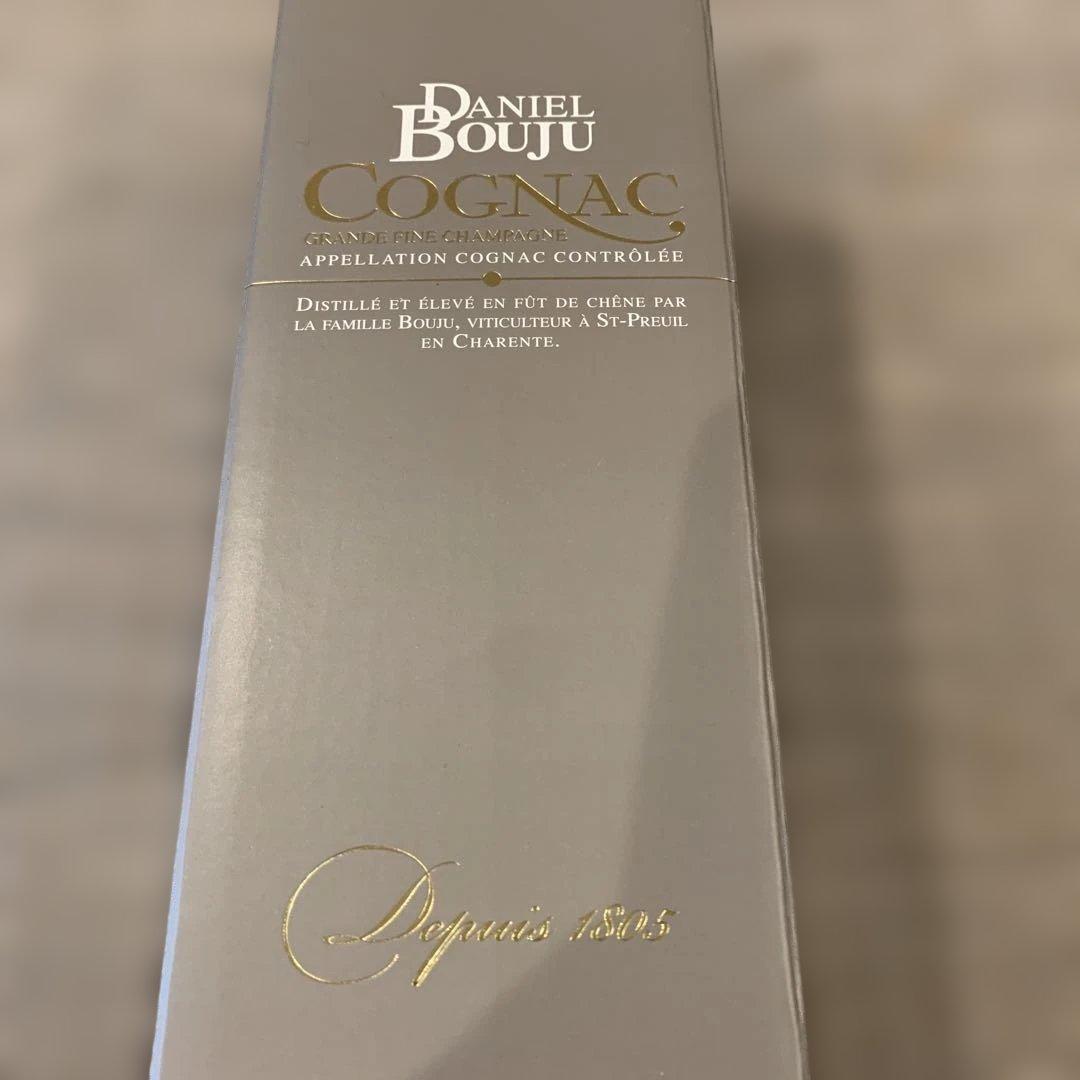 DANIEL
BOUJU
COGNAC
GRANDE FINE CHAMPAGNE
APPELLATION COGNAC CONTRÔLÉE
DISTILLÉ ET ÉLEVÉ EN FÛT DE CHÊNE PAR
LA FAMILLE BOUJU, VITICULTEUR À ST-PREUIL
EN CHARENTE.
Depuis 1805